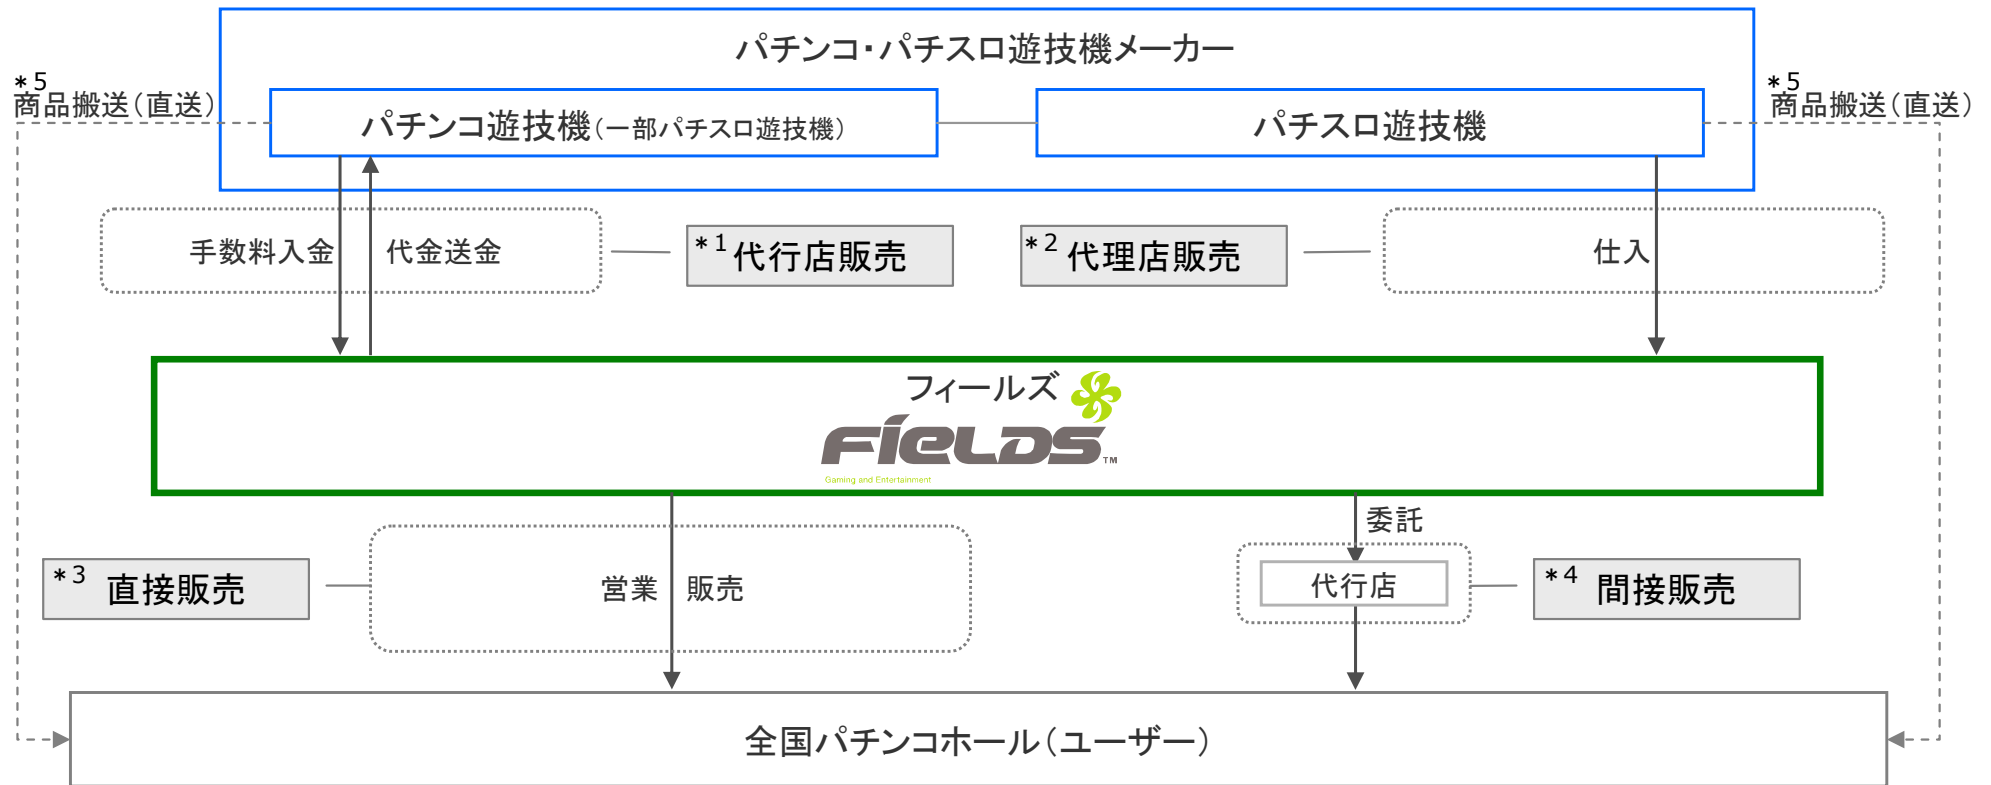 パチンコ・パチスロ遊技機メーカー
*5
商品搬送(直送)
*5
商品搬送(直送)
パチンコ遊技機(一部パチスロ遊技機)
パチスロ遊技機
手数料入金
代金送金
*1 代行店販売
*2 代理店販売
仕入
フィールズ
FIELDS™
Gaming and Entertainment
委託
*3 直接販売
営業
販売
代行店
*4 間接販売
全国パチンコホール(ユーザー)